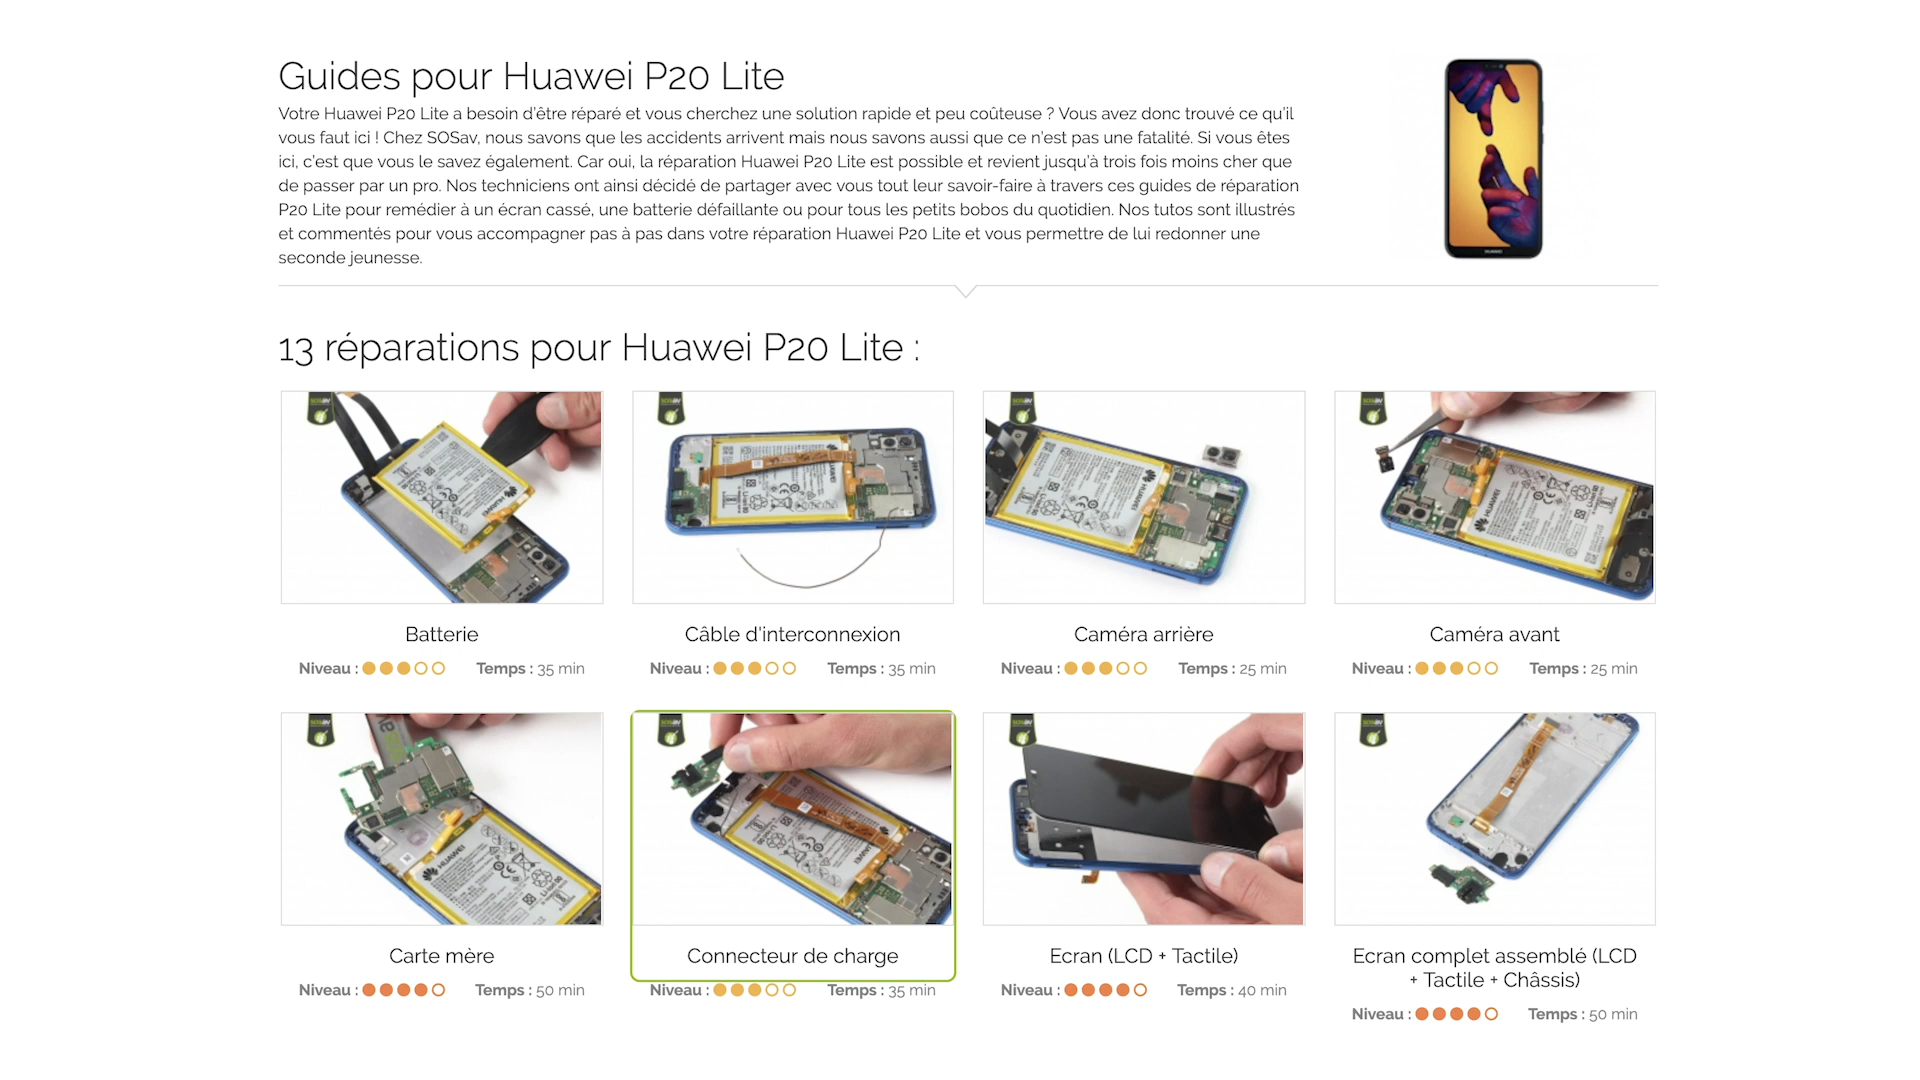 Guides pour Huawei P20 Lite
Votre Huawei P20 Lite a besoin d'être réparé et vous cherchez une solution rapide et peu coûteuse ? Vous avez donc trouvé ce qu'il
vous faut ici ! Chez SOSav, nous savons que les accidents arrivent mais nous savons aussi que ce n'est pas une fatalité. Si vous êtes
ici, c'est que vous le savez également. Car oui, la réparation Huawei P20 Lite est possible et revient jusqu'à trois fois moins cher que
de passer par un pro. Nos techniciens ont ainsi décidé de partager avec vous tout leur savoir-faire à travers ces guides de réparation
P20 Lite pour remédier à un écran cassé, une batterie défaillante ou pour tous les petits bobos du quotidien. Nos tutos sont illustrés
et commentés pour vous accompagner pas à pas dans votre réparation Huawei P20 Lite et vous permettre de lui redonner une
seconde jeunesse.
13 réparations pour Huawei P20 Lite :
Batterie
Niveau : Temps : 35 min
Câble d'interconnexion
Niveau : Temps : 35 min
Caméra arrière
Niveau : Temps : 25 min
Caméra avant
Niveau : Temps : 25 min
Carte mère
Niveau : Temps : 50 min
Connecteur de charge
Niveau : Temps : 35 min
Ecran (LCD + Tactile)
Niveau : Temps : 40 min
Ecran complet assemblé (LCD
+ Tactile + Châssis)
Niveau : Temps : 50 min